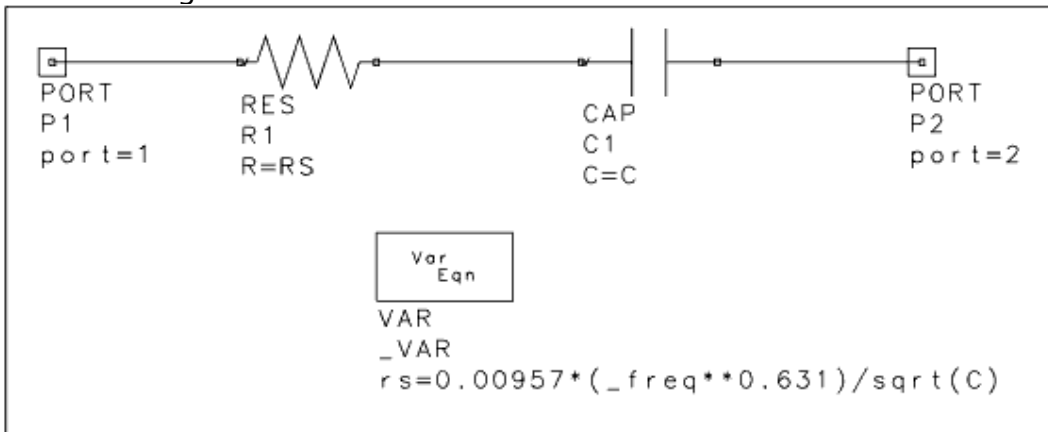 PORT
P1
port=1
RES
R1
R=RS
CAP
C1
C=C
PORT
P2
port=2
Var
Eqn
VAR
_VAR
rs=0.00957*(_freq**0.631)/sqrt(C)